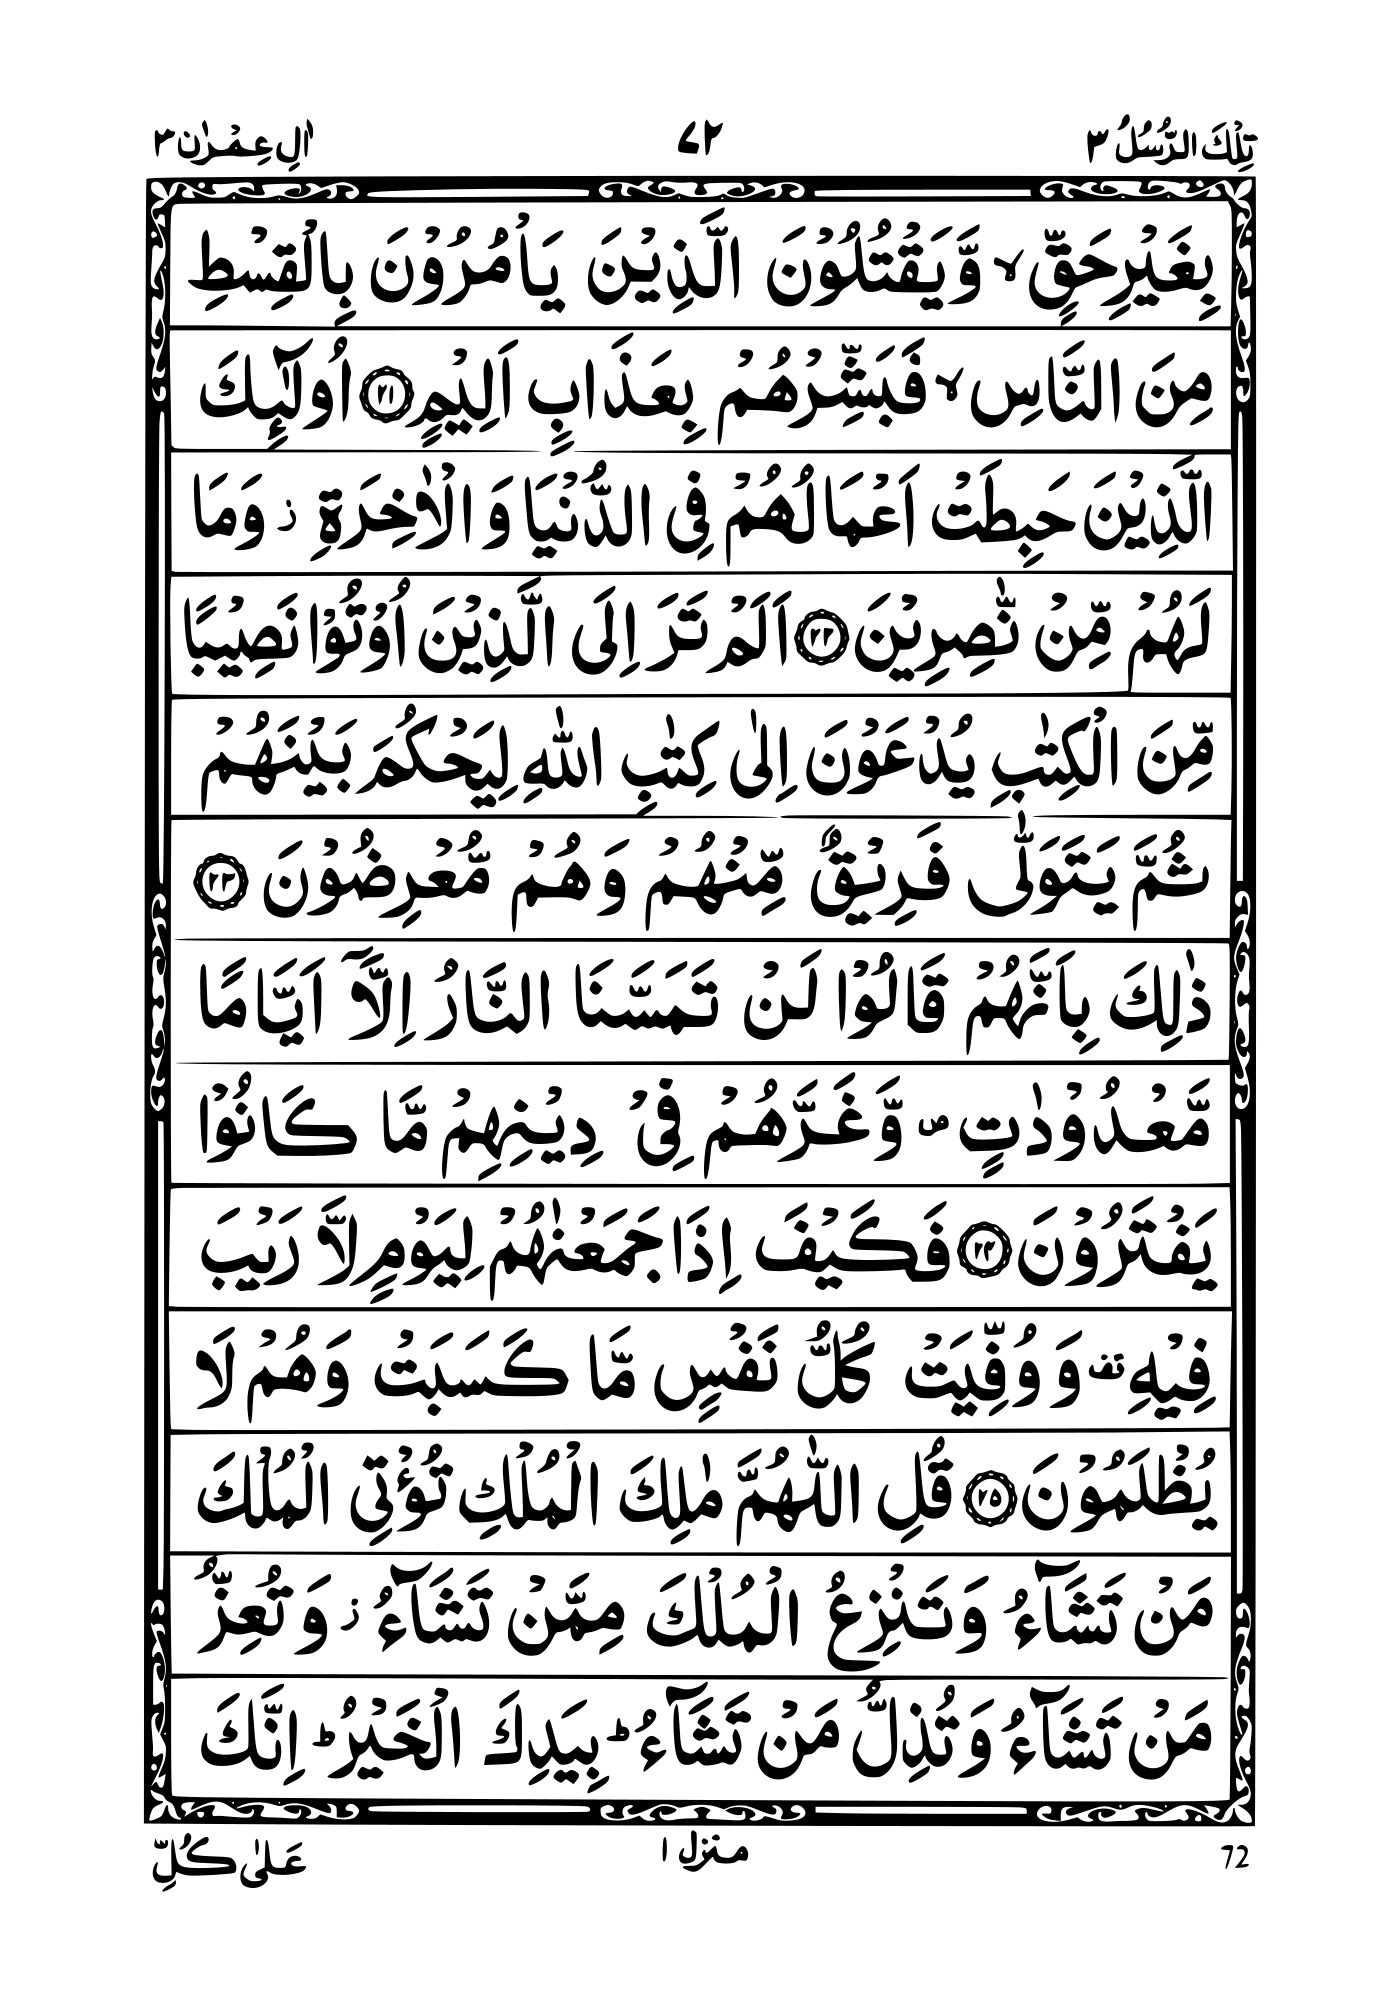 تِلْكَ الرُّسُلُ ٣ ٧٢ اٰلِ عِمْرٰن ٣
بِغَيْرِ حَقٍّ ۙ وَّيَقْتُلُوْنَ الَّذِيْنَ يَاْمُرُوْنَ بِالْقِسْطِ
مِنَ النَّاسِ ۙ فَبَشِّرْهُمْ بِعَذَابٍ اَلِيْمٍ ﴿٢١﴾ اُولٰٓئِكَ
الَّذِيْنَ حَبِطَتْ اَعْمَالُهُمْ فِى الدُّنْيَا وَ الْاٰخِرَةِ ؗ وَمَا
لَهُمْ مِّنْ نّٰصِرِيْنَ ﴿٢٢﴾ اَلَمْ تَرَ اِلَى الَّذِيْنَ اُوْتُوْا نَصِيْبًا
مِّنَ الْكِتٰبِ يُدْعَوْنَ اِلٰى كِتٰبِ اللّٰهِ لِيَحْكُمَ بَيْنَهُمْ
ثُمَّ يَتَوَلّٰى فَرِيْقٌ مِّنْهُمْ وَهُمْ مُّعْرِضُوْنَ ﴿٢٣﴾
ذٰلِكَ بِاَنَّهُمْ قَالُوْا لَنْ تَمَسَّنَا النَّارُ اِلَّاۤ اَيَّامًا
مَّعْدُوْدٰتٍ ۪ وَّغَرَّهُمْ فِىْ دِيْنِهِمْ مَّا كَانُوْا
يَفْتَرُوْنَ ﴿٢٤﴾ فَكَيْفَ اِذَا جَمَعْنٰهُمْ لِيَوْمٍ لَّا رَيْبَ
فِيْهِ ۟ وَ وُفِّيَتْ كُلُّ نَفْسٍ مَّا كَسَبَتْ وَهُمْ لَا
يُظْلَمُوْنَ ﴿٢٥﴾ قُلِ اللّٰهُمَّ مٰلِكَ الْمُلْكِ تُؤْتِى الْمُلْكَ
مَنْ تَشَآءُ وَتَنْزِعُ الْمُلْكَ مِمَّنْ تَشَآءُ ؗ وَتُعِزُّ
مَنْ تَشَآءُ وَتُذِلُّ مَنْ تَشَآءُ ؕ بِيَدِكَ الْخَيْرُ ؕ اِنَّكَ
72 منزل ١ عَلٰى كُلِّ